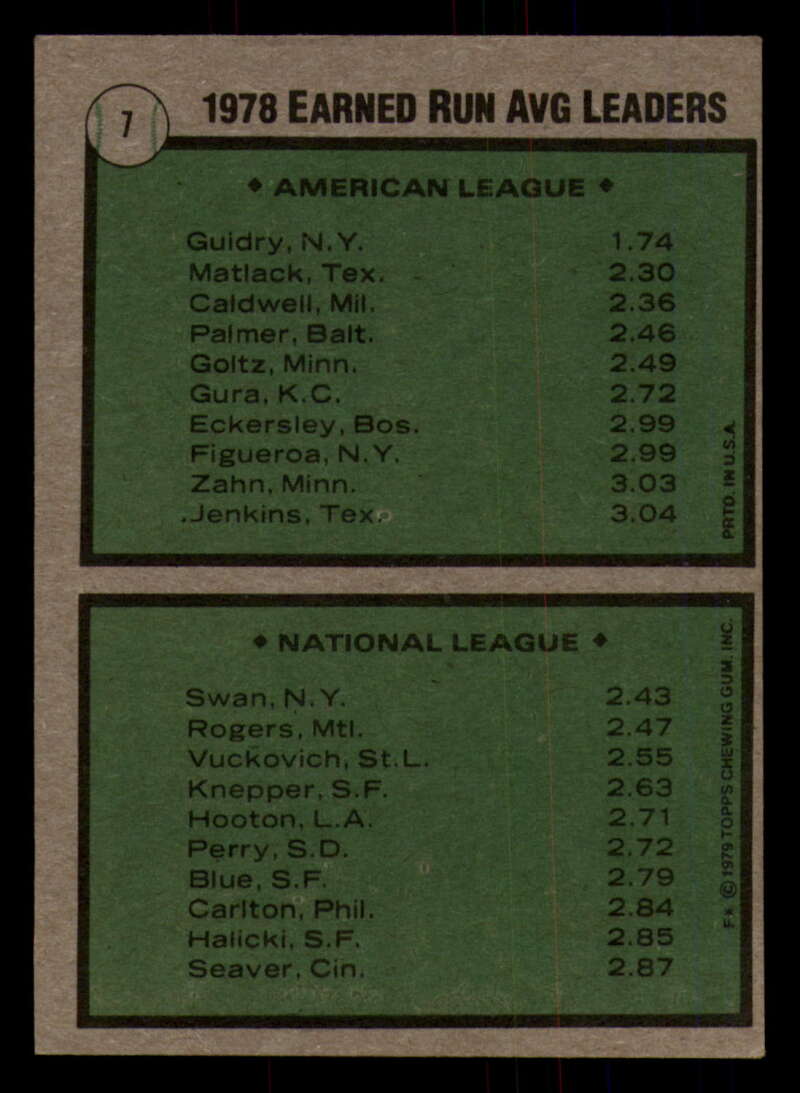 7
1978 EARNED RUN AVG LEADERS
♦ AMERICAN LEAGUE ♦
Guidry, N.Y. 1.74
Matlack, Tex. 2.30
Caldwell, Mil. 2.36
Palmer, Balt. 2.46
Goltz, Minn. 2.49
Gura, K.C. 2.72
Eckersley, Bos. 2.99
Figueroa, N.Y. 2.99
Zahn, Minn. 3.03
Jenkins, Tex. 3.04
PRTD. IN U.S.A.
♦ NATIONAL LEAGUE ♦
Swan, N.Y. 2.43
Rogers, Mtl. 2.47
Vuckovich, St.L. 2.55
Knepper, S.F. 2.63
Hooton, L.A. 2.71
Perry, S.D. 2.72
Blue, S.F. 2.79
Carlton, Phil. 2.84
Halicki, S.F. 2.85
Seaver, Cin. 2.87
F* © 1979 TOPPS CHEWING GUM, INC.